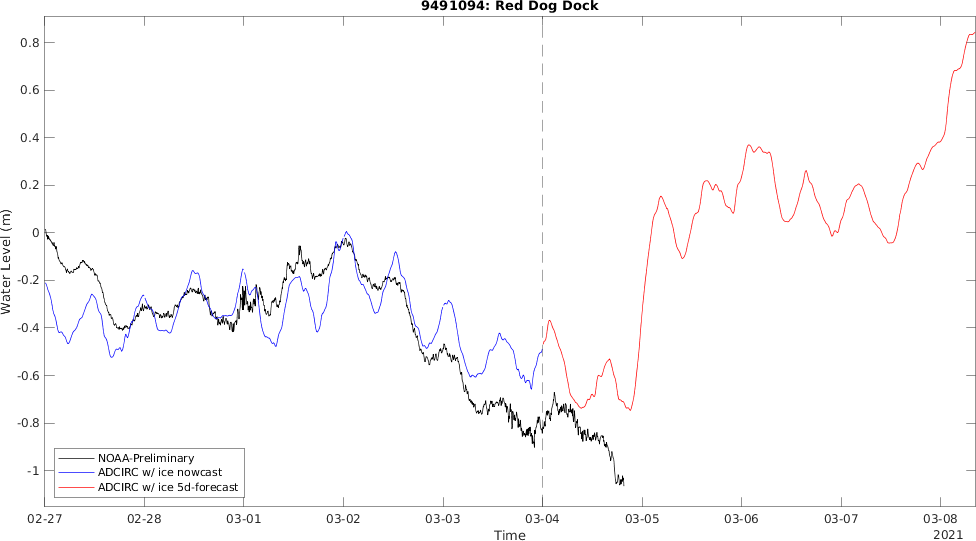 9491094: Red Dog Dock
Water Level (m)
0.8
0.6
0.4
0.2
0
-0.2
-0.4
-0.6
-0.8
-1
NOAA-Preliminary
ADCIRC w/ ice nowcast
ADCIRC w/ ice 5d-forecast
02-27 02-28 03-01 03-02 03-03 03-04 03-05 03-06 03-07 03-08
Time
2021